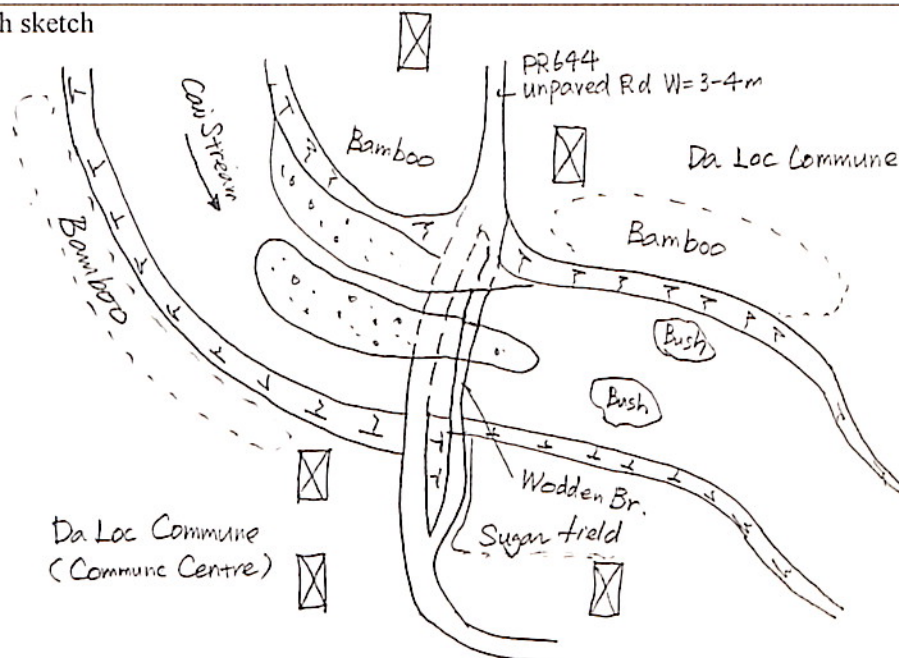 h sketch
PR644
unpaved Rd W=3-4m
Cai Stream
Bamboo
Da Loc Commune
Bamboo
Bamboo
Bush
Bush
Wodden Br.
Sugar field
Da Loc Commune
(Commune Centre)